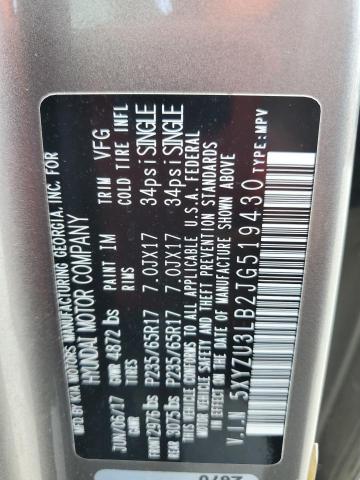 MFD BY KIA MOTORS MANUFACTURING GEORGIA, INC. FOR
HYUNDAI MOTOR COMPANY
JUN/06/17 PAINT IM TRIM VFG
GVWR 4872 lbs
GAWR TIRES RIMS COLD TIRE INFL
FRONT 2976 lbs P235/65R17 7.0JX17 34psi SINGLE
REAR 3075 lbs P235/65R17 7.0JX17 34psi SINGLE
THIS VEHICLE CONFORMS TO ALL APPLICABLE U.S.A. FEDERAL
MOTOR VEHICLE SAFETY STANDARDS IN
EFFECT ON THE DATE OF MANUFACTURE SHOWN ABOVE
V.I.N 5XYZU3LB2JG519430
TYPE: MPV